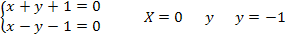 {x + y + 1 = 0
x − y − 1 = 0
X = 0 y y = −1